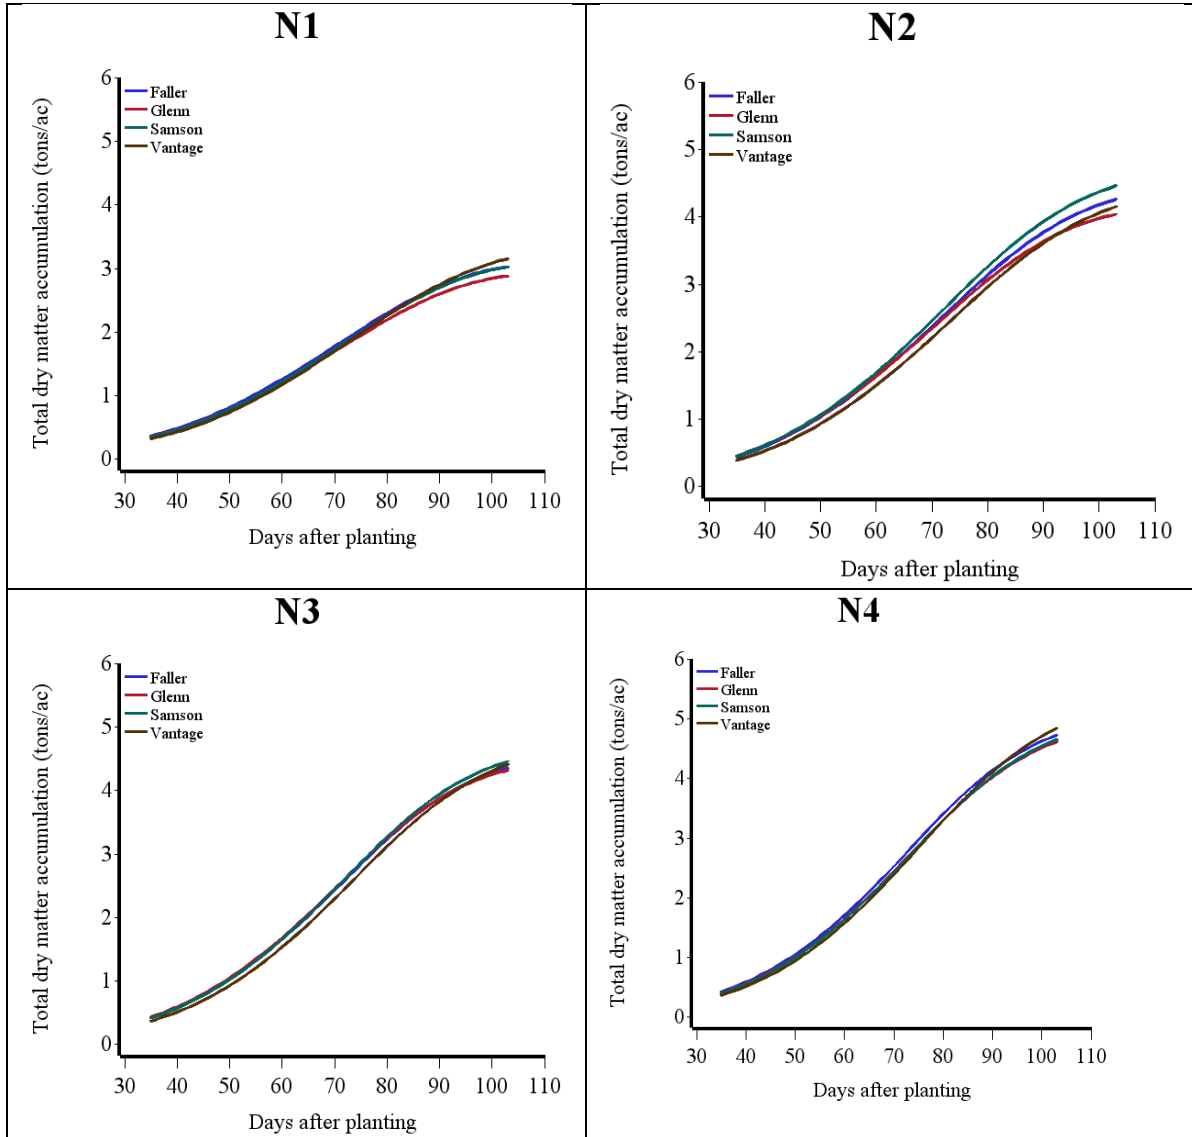 N1
Total dry matter accumulation (tons/ac)
6
5
4
3
2
1
0
Faller
Glenn
Samson
Vantage
30 40 50 60 70 80 90 100 110
Days after planting
N2
Total dry matter accumulation (tons/ac)
6
5
4
3
2
1
0
Faller
Glenn
Samson
Vantage
30 40 50 60 70 80 90 100 110
Days after planting
N3
Total dry matter accumulation (tons/ac)
6
5
4
3
2
1
0
Faller
Glenn
Samson
Vantage
30 40 50 60 70 80 90 100 110
Days after planting
N4
Total dry matter accumulation (tons/ac)
6
5
4
3
2
1
0
Faller
Glenn
Samson
Vantage
30 40 50 60 70 80 90 100 110
Days after planting